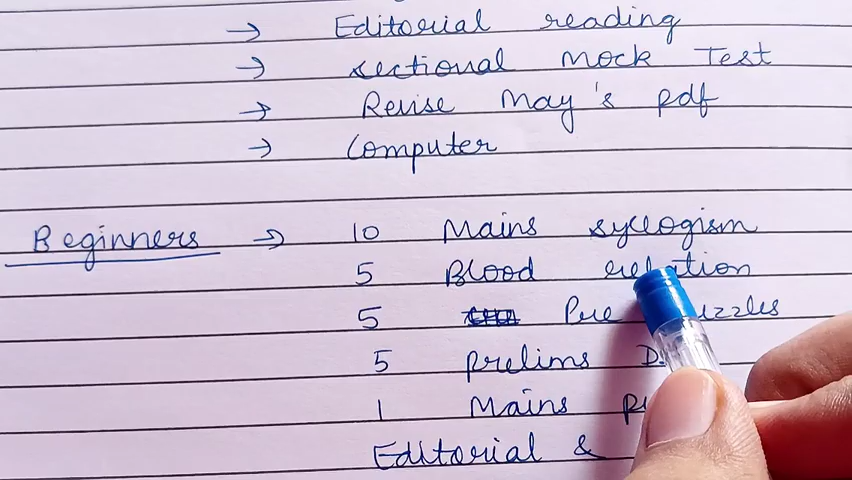 → Editorial reading
→ sectional Mock Test
→ Revise May's pdf
→ Computer
Beginners → 10 Mains syllogism
5 Blood relation
5 Pre
5 prelims
1 Mains
Editorial &